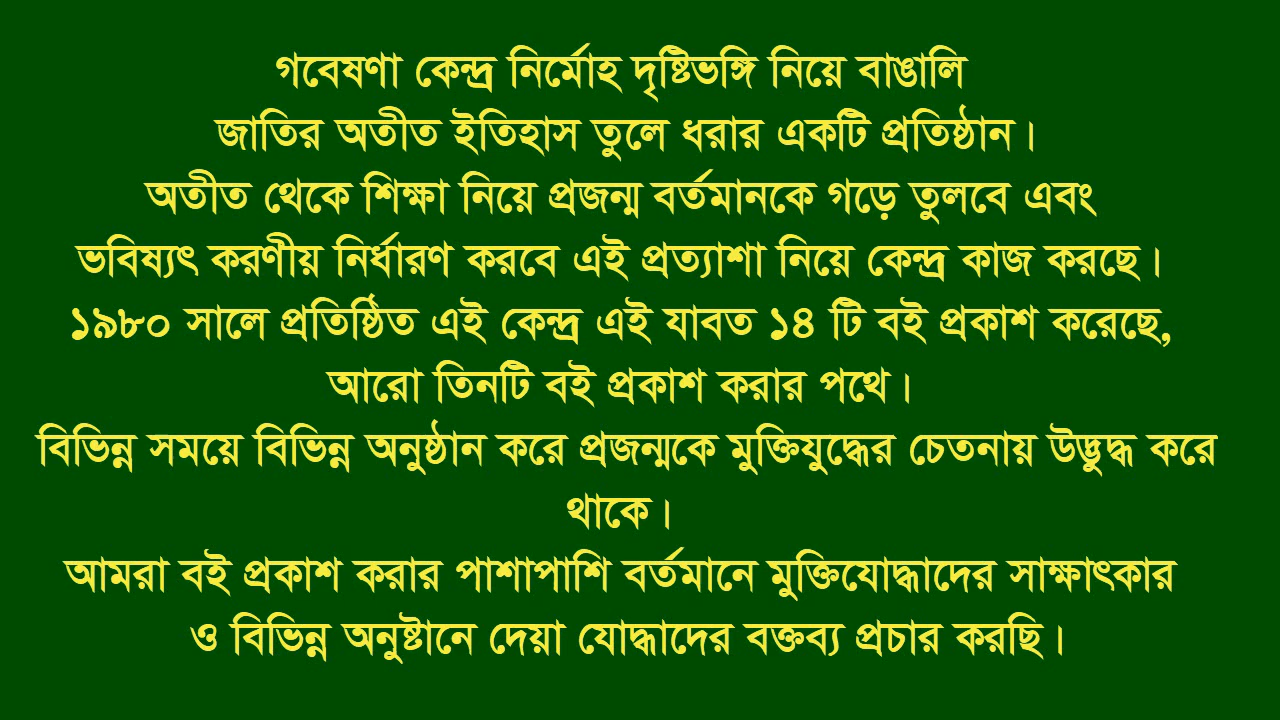 গবেষণা কেন্দ্র নির্মোহ দৃষ্টিভঙ্গি নিয়ে বাঙালি
জাতির অতীত ইতিহাস তুলে ধরার একটি প্রতিষ্ঠান।
অতীত থেকে শিক্ষা নিয়ে প্রজন্ম বর্তমানকে গড়ে তুলবে এবং
ভবিষ্যৎ করণীয় নির্ধারণ করবে এই প্রত্যাশা নিয়ে কেন্দ্র কাজ করছে।
১৯৮০ সালে প্রতিষ্ঠিত এই কেন্দ্র এই যাবত ১৪ টি বই প্রকাশ করেছে,
আরো তিনটি বই প্রকাশ করার পথে।
বিভিন্ন সময়ে বিভিন্ন অনুষ্ঠান করে প্রজন্মকে মুক্তিযুদ্ধের চেতনায় উদ্ভুদ্ধ করে
থাকে।
আমরা বই প্রকাশ করার পাশাপাশি বর্তমানে মুক্তিযোদ্ধাদের সাক্ষাৎকার
ও বিভিন্ন অনুষ্টানে দেয়া যোদ্ধাদের বক্তব্য প্রচার করছি।